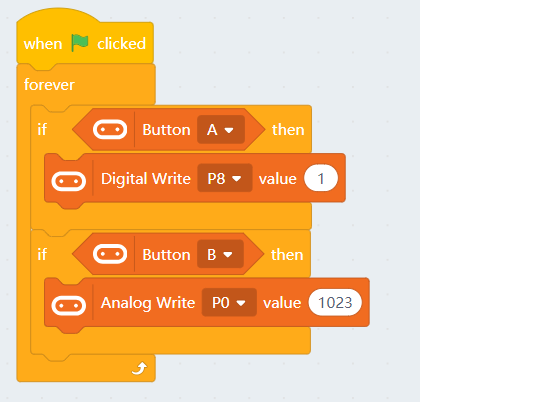 when clicked
forever
if Button A then
Digital Write P8 value 1
if Button B then
Analog Write P0 value 1023